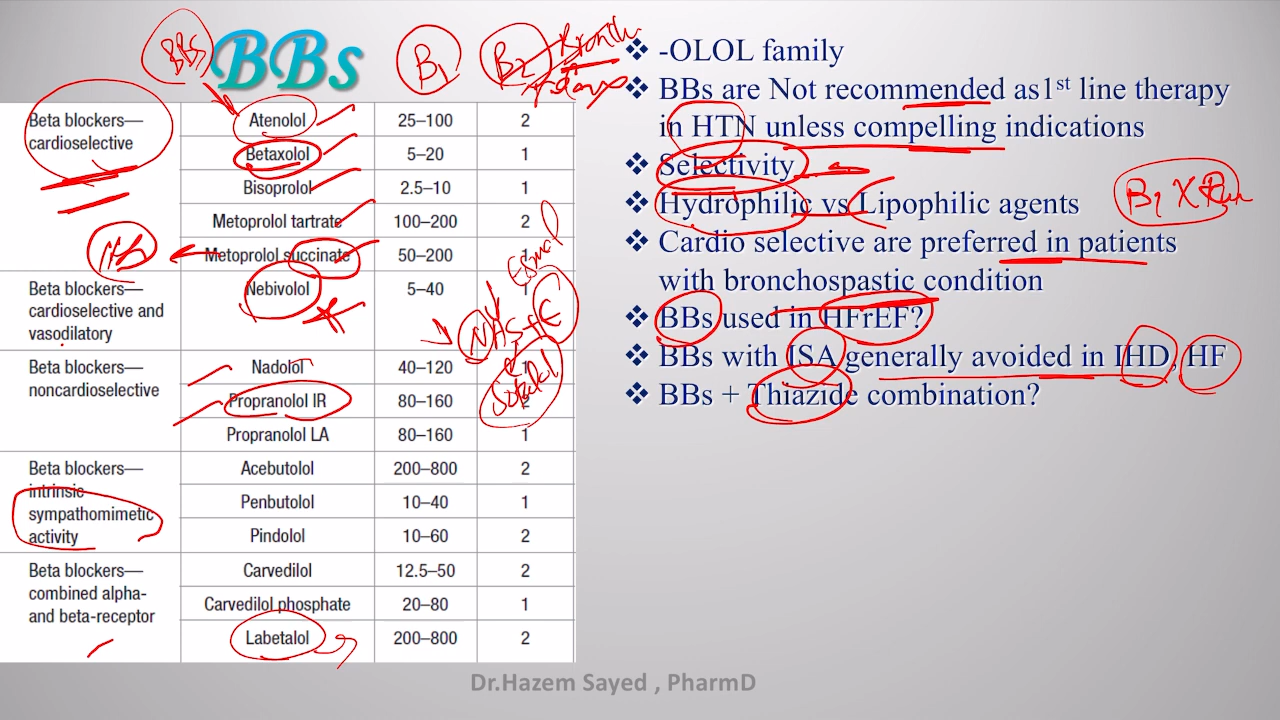 BBs
BBs
B1
B2
-OLOL family
BBs are Not recommended as1st line therapy
in HTN unless compelling indications
Selectivity
Hydrophilic vs Lipophilic agents
Cardio selective are preferred in patients
with bronchospastic condition
BBs used in HFrEF?
BBs with ISA generally avoided in IHD, HF
BBs + Thiazide combination?
Beta blockers— Atenolol 25–100 2
cardioselective
Betaxolol 5–20 1
Bisoprolol 2.5–10 1
Metoprolol tartrate 100–200 2
Metoprolol succinate 50–200 1
Beta blockers— Nebivolol 5–40 1
cardioselective and
vasodilatory
Beta blockers— Nadolol 40–120
noncardioselective
Propranolol IR 80–160 2
Propranolol LA 80–160 1
Beta blockers— Acebutolol 200–800 2
intrinsic
sympathomimetic
activity
Penbutolol 10–40 1
Pindolol 10–60 2
Beta blockers— Carvedilol 12.5–50 2
combined alpha-
and beta-receptor
Carvedilol phosphate 20–80 1
Labetalol 200–800 2
Dr.Hazem Sayed , PharmD